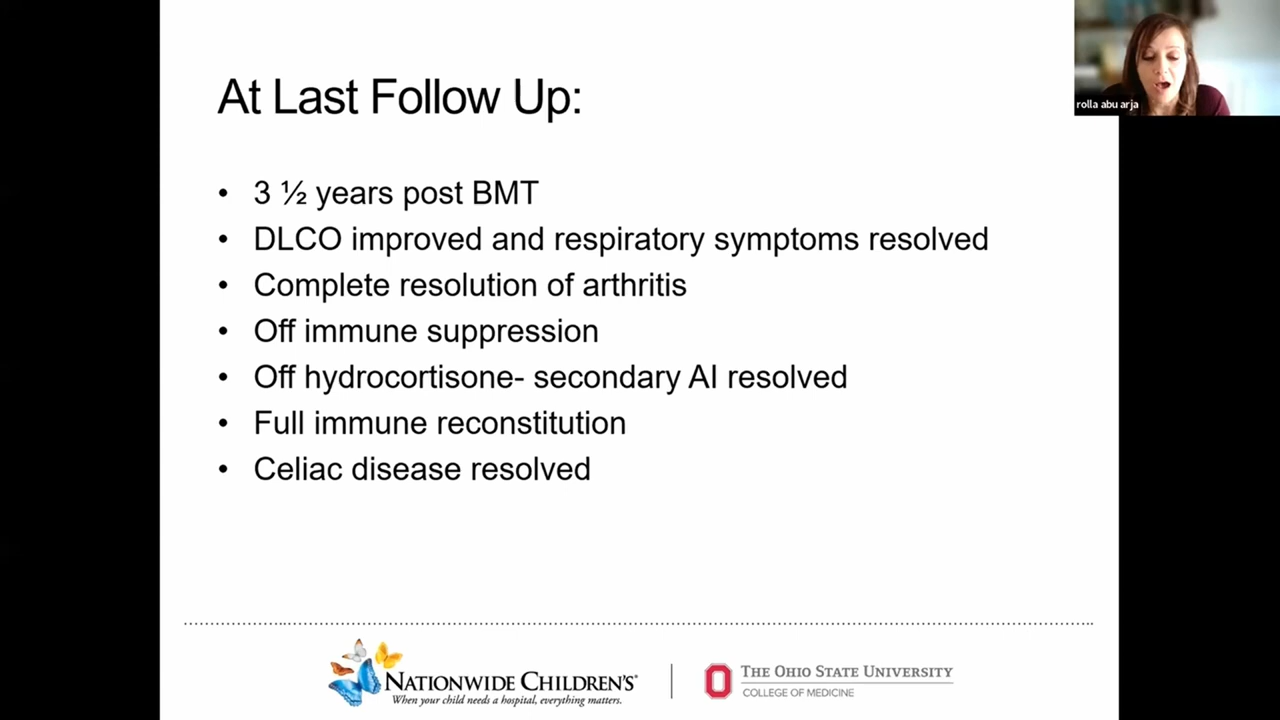 At Last Follow Up:
rolla abu arja
• 3 ½ years post BMT
• DLCO improved and respiratory symptoms resolved
• Complete resolution of arthritis
• Off immune suppression
• Off hydrocortisone- secondary AI resolved
• Full immune reconstitution
• Celiac disease resolved
NATIONWIDE CHILDREN'S®
When your child needs a hospital, everything matters.
THE OHIO STATE UNIVERSITY
COLLEGE OF MEDICINE